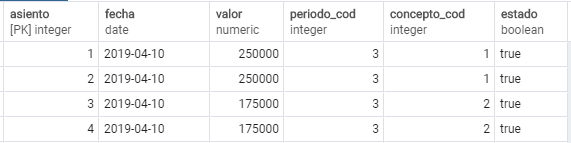 asiento fecha valor periodo_cod concepto_cod estado
[PK] integer date numeric integer integer boolean
1 2019-04-10 250000 3 1 true
2 2019-04-10 250000 3 1 true
3 2019-04-10 175000 3 2 true
4 2019-04-10 175000 3 2 true